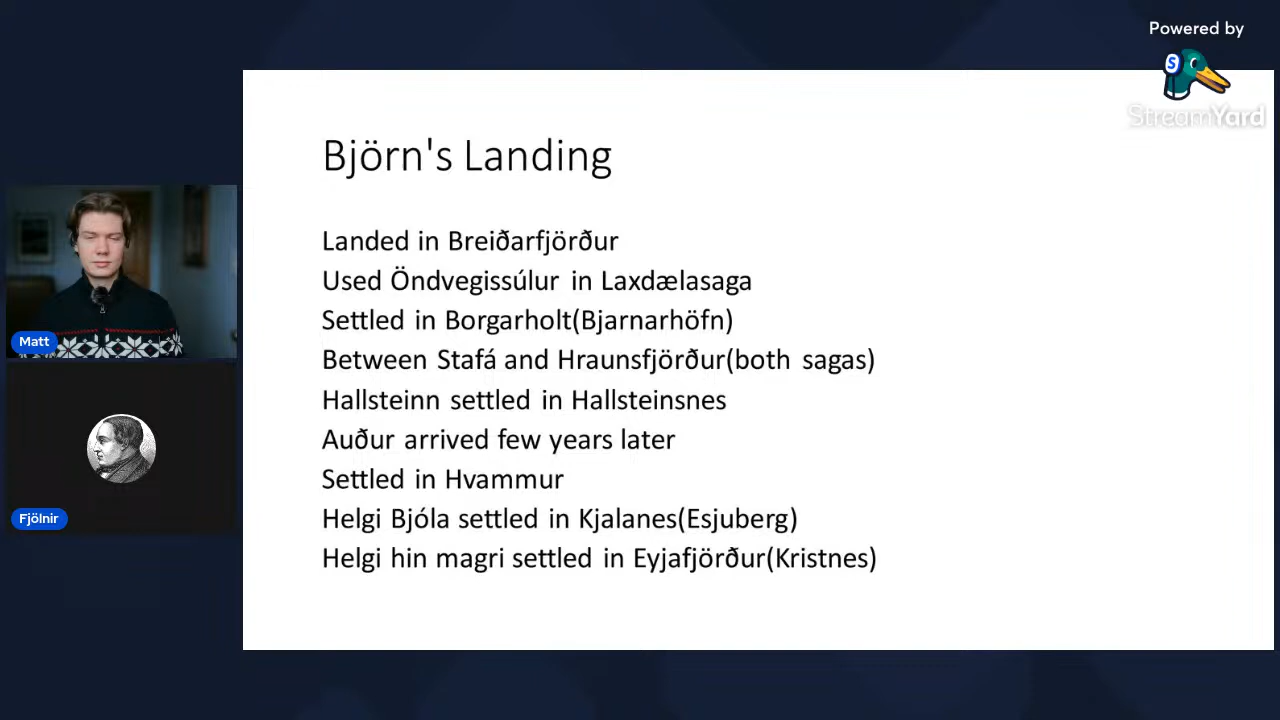 Powered by
S
StreamYard
Björn's Landing
Landed in Breiðarfjörður
Used Öndvegissúlur in Laxdælasaga
Settled in Borgarholt(Bjarnarhöfn)
Between Stafá and Hraunsfjörður(both sagas)
Hallsteinn settled in Hallsteinsnes
Auður arrived few years later
Settled in Hvammur
Helgi Bjóla settled in Kjalanes(Esjuberg)
Helgi hin magri settled in Eyjafjörður(Kristnes)
Matt
Fjölnir